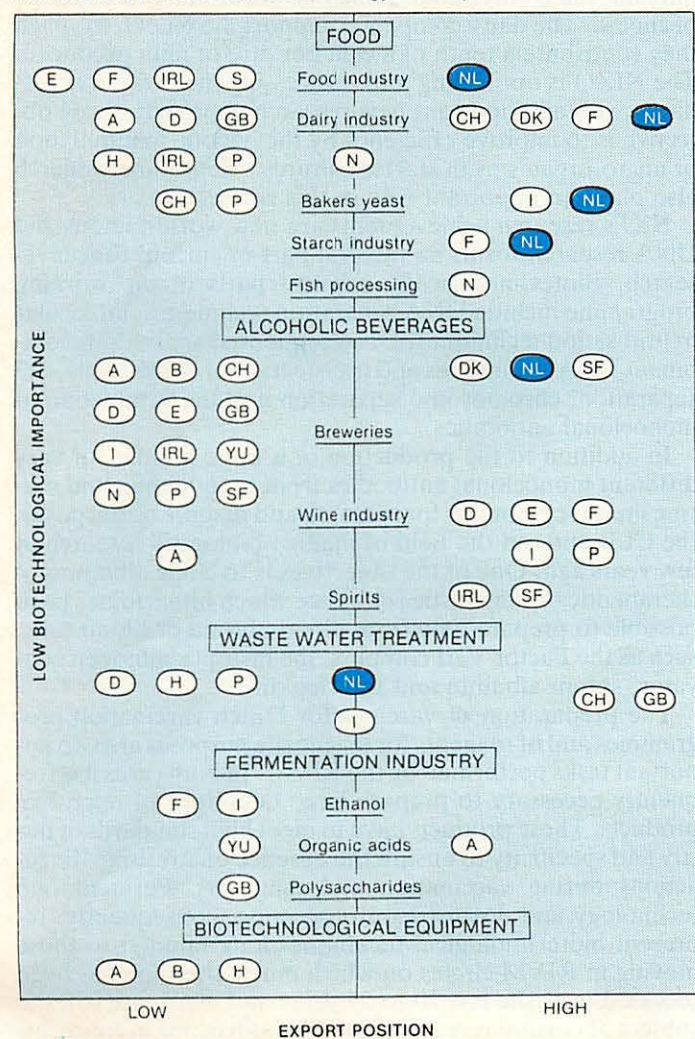 FOOD
E F IRL S Food industry NL
A D GB Dairy industry CH DK F NL
H IRL P N
CH P Bakers yeast I NL
Starch industry F NL
Fish processing N
ALCOHOLIC BEVERAGES
A B CH DK NL SF
D E GB
Breweries
I IRL YU
N P SF
Wine industry D E F
A I P
Spirits IRL SF
WASTE WATER TREATMENT
D H P NL
CH GB
I
FERMENTATION INDUSTRY
F I Ethanol
YU Organic acids A
GB Polysaccharides
BIOTECHNOLOGICAL EQUIPMENT
A B H
LOW HIGH
EXPORT POSITION
LOW BIOTECHNOLOGICAL IMPORTANCE